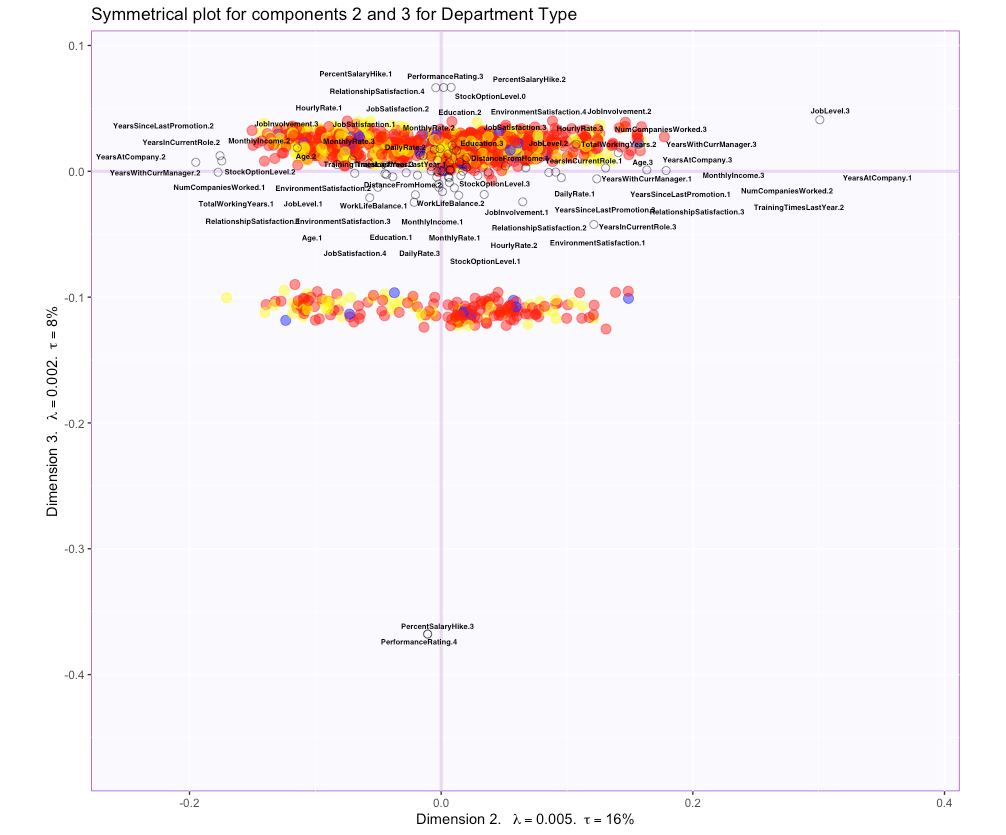 Symmetrical plot for components 2 and 3 for Department Type
0.1
PercentSalaryHike.1
PerformanceRating.3
PercentSalaryHike.2
RelationshipSatisfaction.4
StockOptionLevel.0
HourlyRate.1
JobSatisfaction.2
Education.2
EnvironmentSatisfaction.4
JobInvolvement.2
JobLevel.3
YearsSinceLastPromotion.2
JobInvolvement.3
JobSatisfaction.1
MonthlyRate.2
JobSatisfaction.3
HourlyRate.3
NumCompaniesWorked.3
YearsInCurrentRole.2
MonthlyIncome.2
MonthlyRate.3
DailyRate.2
Education.3
JobLevel.2
TotalWorkingYears.2
YearsWithCurrManager.3
YearsAtCompany.2
Age.2
DistanceFromHome.1
YearsInCurrentRole.1
Age.3
YearsAtCompany.3
0.0
YearsWithCurrManager.2
StockOptionLevel.2
YearsWithCurrManager.1
MonthlyIncome.3
YearsAtCompany.1
NumCompaniesWorked.1
EnvironmentSatisfaction.2
DistanceFromHome.2
StockOptionLevel.3
DailyRate.1
YearsSinceLastPromotion.1
NumCompaniesWorked.2
TotalWorkingYears.1
JobLevel.1
WorkLifeBalance.1
WorkLifeBalance.2
JobInvolvement.1
RelationshipSatisfaction.3
TrainingTimesLastYear.2
EnvironmentSatisfaction.3
MonthlyIncome.1
RelationshipSatisfaction.2
YearsInCurrentRole.3
Age.1
Education.1
MonthlyRate.1
HourlyRate.2
EnvironmentSatisfaction.1
JobSatisfaction.4
DailyRate.3
StockOptionLevel.1
-0.1
-0.2
-0.3
PercentSalaryHike.3
PerformanceRating.4
-0.4
Dimension 3. λ = 0.002. τ = 8%
-0.2
0.0
0.2
0.4
Dimension 2. λ = 0.005. τ = 16%